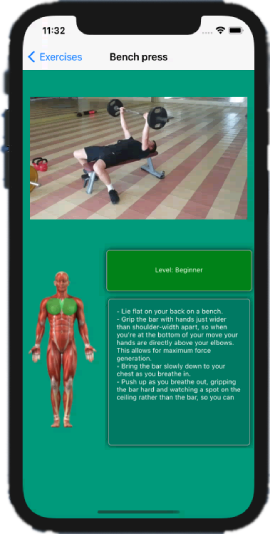 11:32
Exercises
Bench press
Level: Beginner
- Lie flat on your back on a bench.
- Grip the bar with hands just wider
than shoulder-width apart, so when
you're at the bottom of your move your
hands are directly above your elbows.
This allows for maximum force
generation.
- Bring the bar slowly down to your
chest as you breathe in.
- Push up as you breathe out, gripping
the bar hard and watching a spot on the
ceiling rather than the bar, so you can